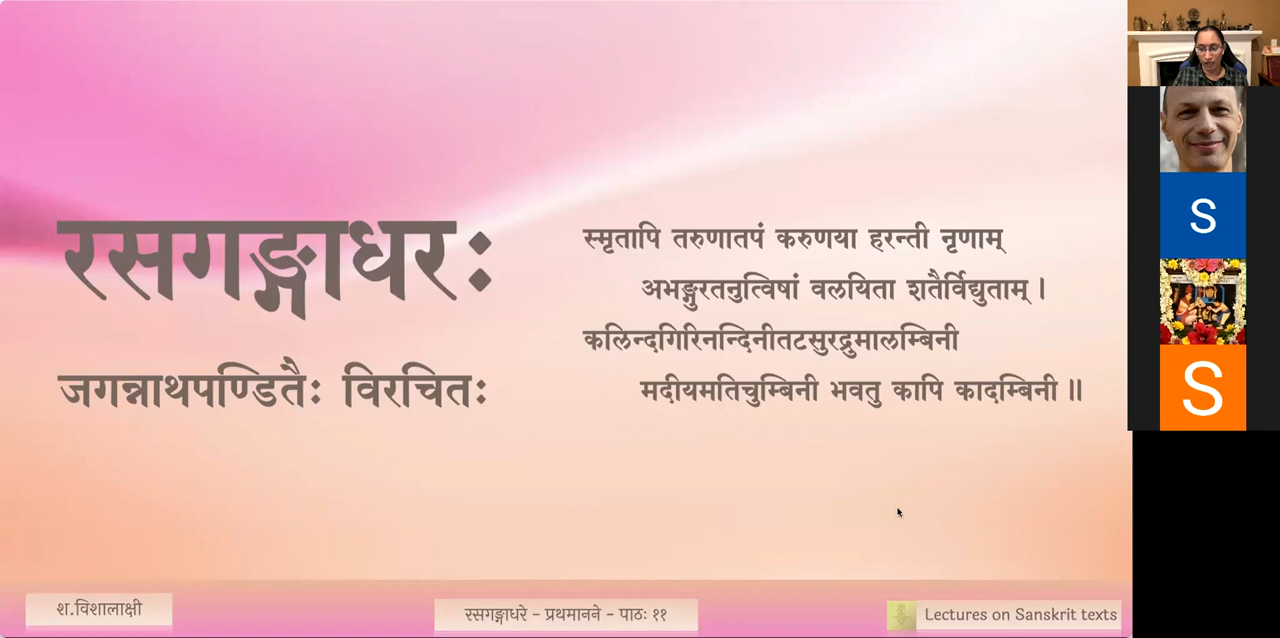 रसगङ्गाधरः
जगन्नाथपण्डितैः विरचितः
स्मृतापि तरुणातपं करुणया हरन्ती नृणाम्
अभङ्गुरतनुत्विषां वलयिता शतैर्विद्युताम् ।
कलिन्दगिरिनन्दिनीतटसुरद्रुमालम्बिनी
मदीयमतिचुम्बिनी भवतु कापि कादम्बिनी ॥
श.विशालाक्षी
रसगङ्गाधरे - प्रथमानने - पाठः ११
Lectures on Sanskrit texts
S
S